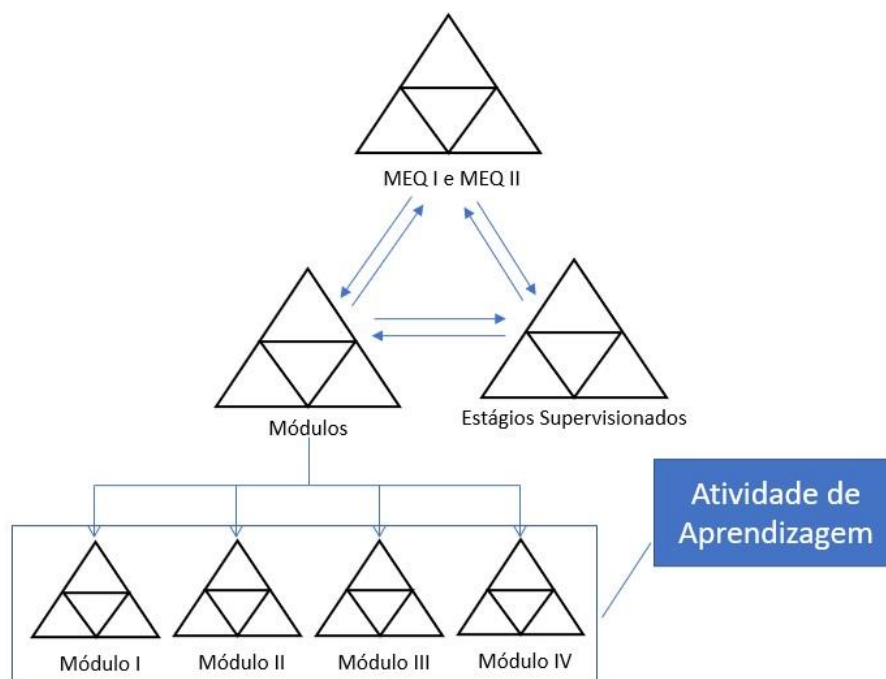 MEQ I e MEQ II
Módulos
Estágios Supervisionados
Atividade de
Aprendizagem
Módulo I
Módulo II
Módulo III
Módulo IV